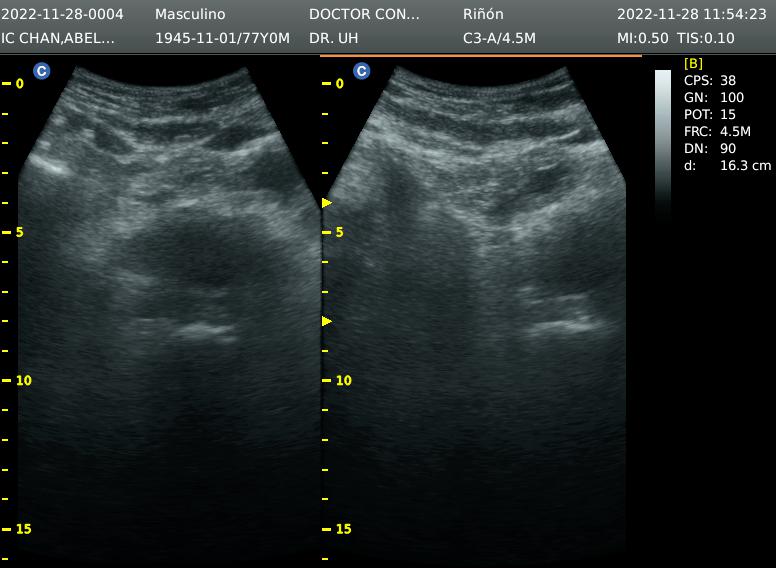 2022-11-28-0004 Masculino DOCTOR CON... Riñón 2022-11-28 11:54:23
IC CHAN,ABEL... 1945-11-01/77Y0M DR. UH C3-A/4.5M MI:0.50 TIS:0.10
C C
[B]
CPS: 38
GN: 100
POT: 15
FRC: 4.5M
DN: 90
d: 16.3 cm
0 0
5 5
10 10
15 15